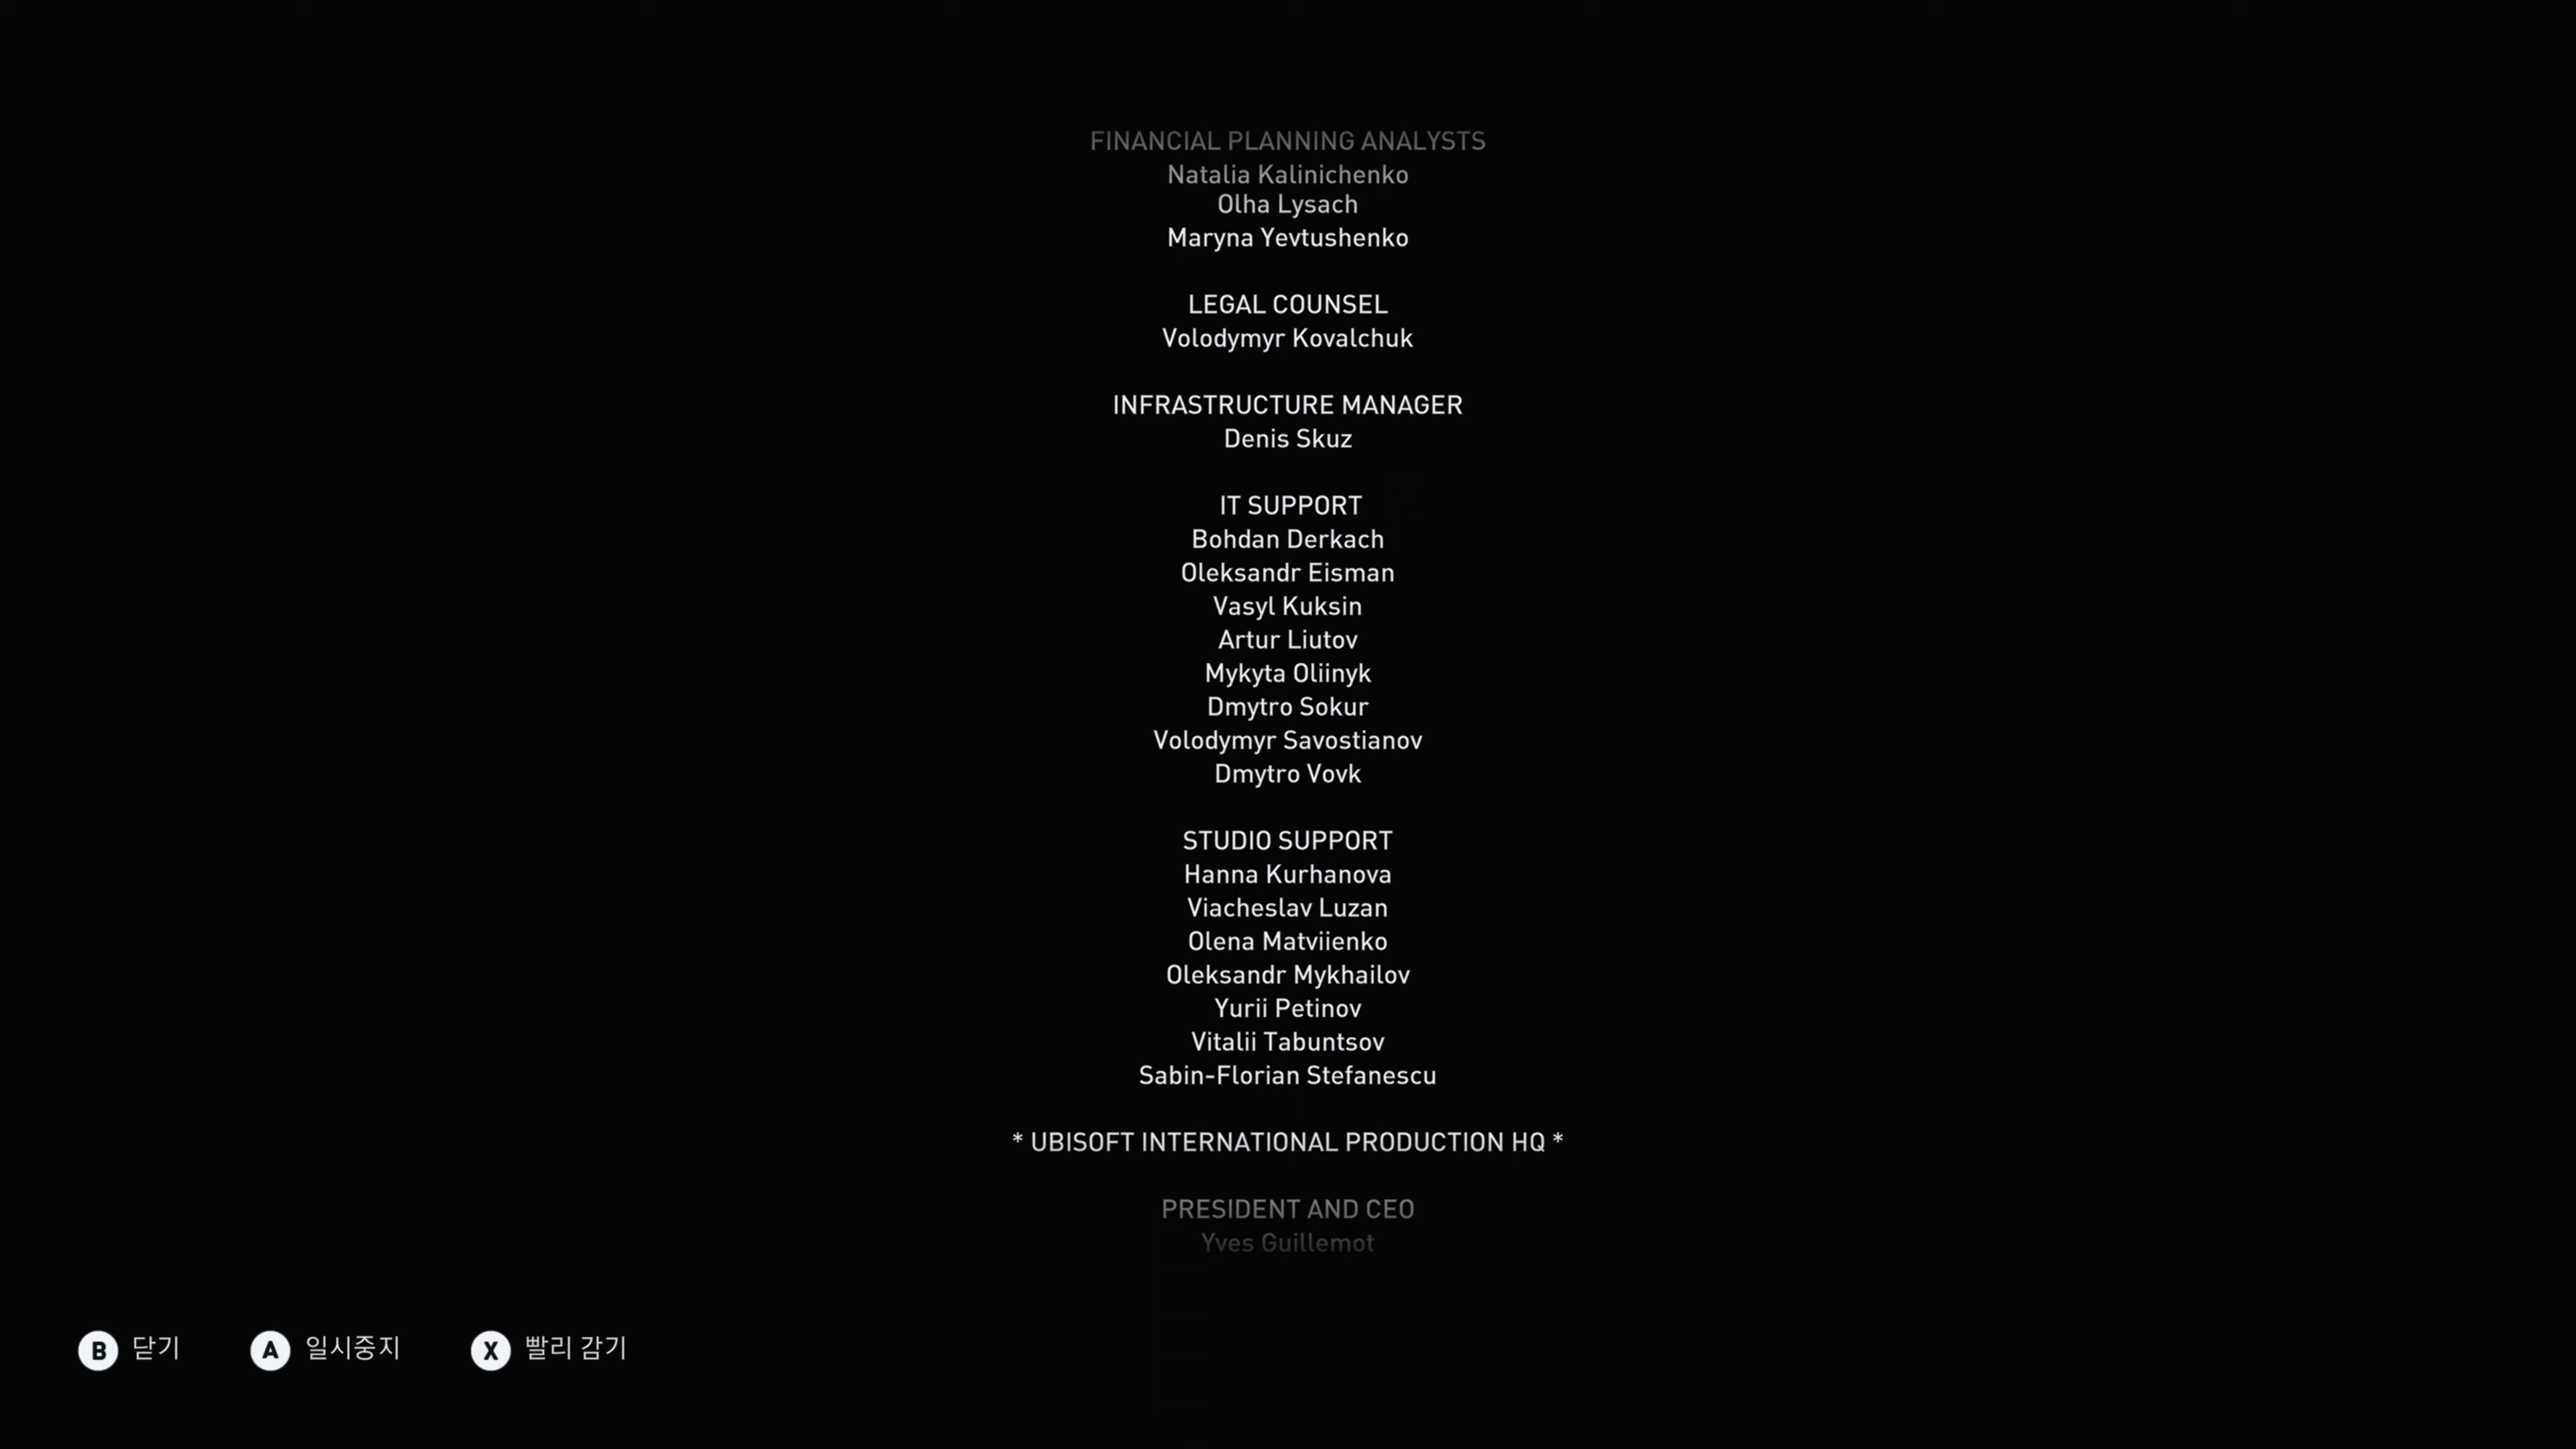 FINANCIAL PLANNING ANALYSTS
Natalia Kalinichenko
Olha Lysach
Maryna Yevtushenko
LEGAL COUNSEL
Volodymyr Kovalchuk
INFRASTRUCTURE MANAGER
Denis Skuz
IT SUPPORT
Bohdan Derkach
Oleksandr Eisman
Vasyl Kuksin
Artur Liutov
Mykyta Oliinyk
Dmytro Sokur
Volodymyr Savostianov
Dmytro Vovk
STUDIO SUPPORT
Hanna Kurhanova
Viacheslav Luzan
Olena Matviienko
Oleksandr Mykhailov
Yurii Petinov
Vitalii Tabuntsov
Sabin-Florian Stefanescu
* UBISOFT INTERNATIONAL PRODUCTION HQ *
PRESIDENT AND CEO
Yves Guillemot
B 닫기 A 일시중지 X 빨리 감기